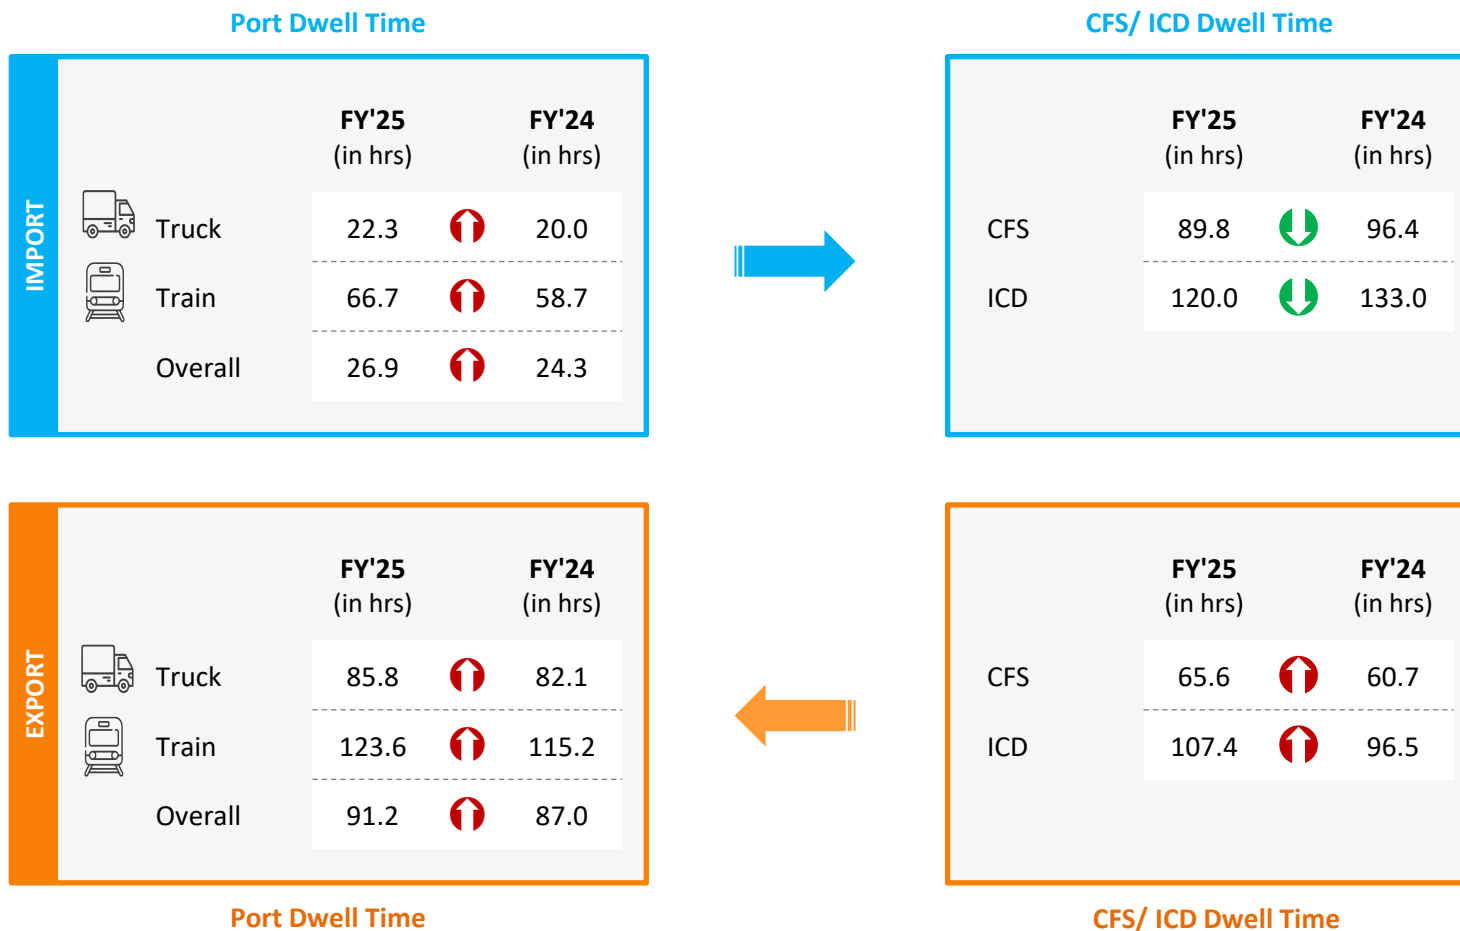 Port Dwell Time
CFS/ ICD Dwell Time
IMPORT
FY'25 FY'24
(in hrs) (in hrs)
Truck 22.3 20.0
Train 66.7 58.7
Overall 26.9 24.3
FY'25 FY'24
(in hrs) (in hrs)
CFS 89.8 96.4
ICD 120.0 133.0
EXPORT
FY'25 FY'24
(in hrs) (in hrs)
Truck 85.8 82.1
Train 123.6 115.2
Overall 91.2 87.0
FY'25 FY'24
(in hrs) (in hrs)
CFS 65.6 60.7
ICD 107.4 96.5
Port Dwell Time
CFS/ ICD Dwell Time